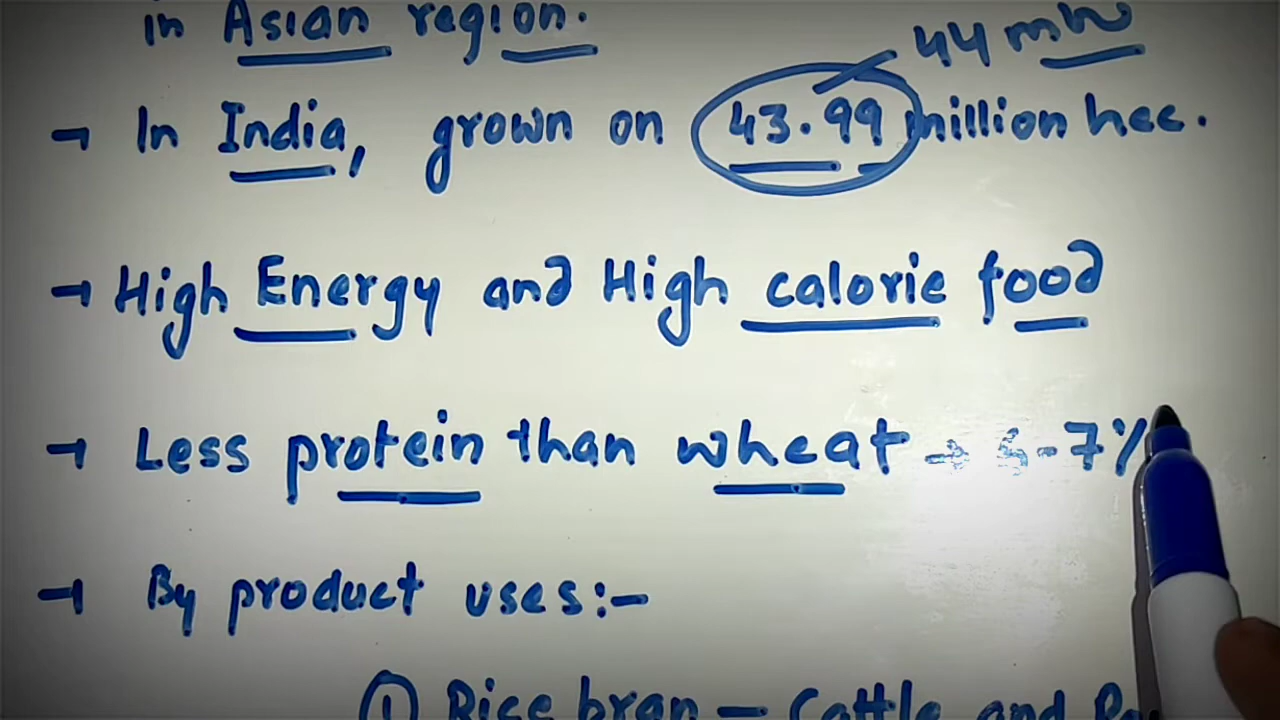 in Asian region.
44 mh
→ In India, grown on 43.99 million hec.
→ High Energy and High calorie food
→ Less protein than wheat → 6-7%
→ By product uses:-
① Rice bran - Cattle and